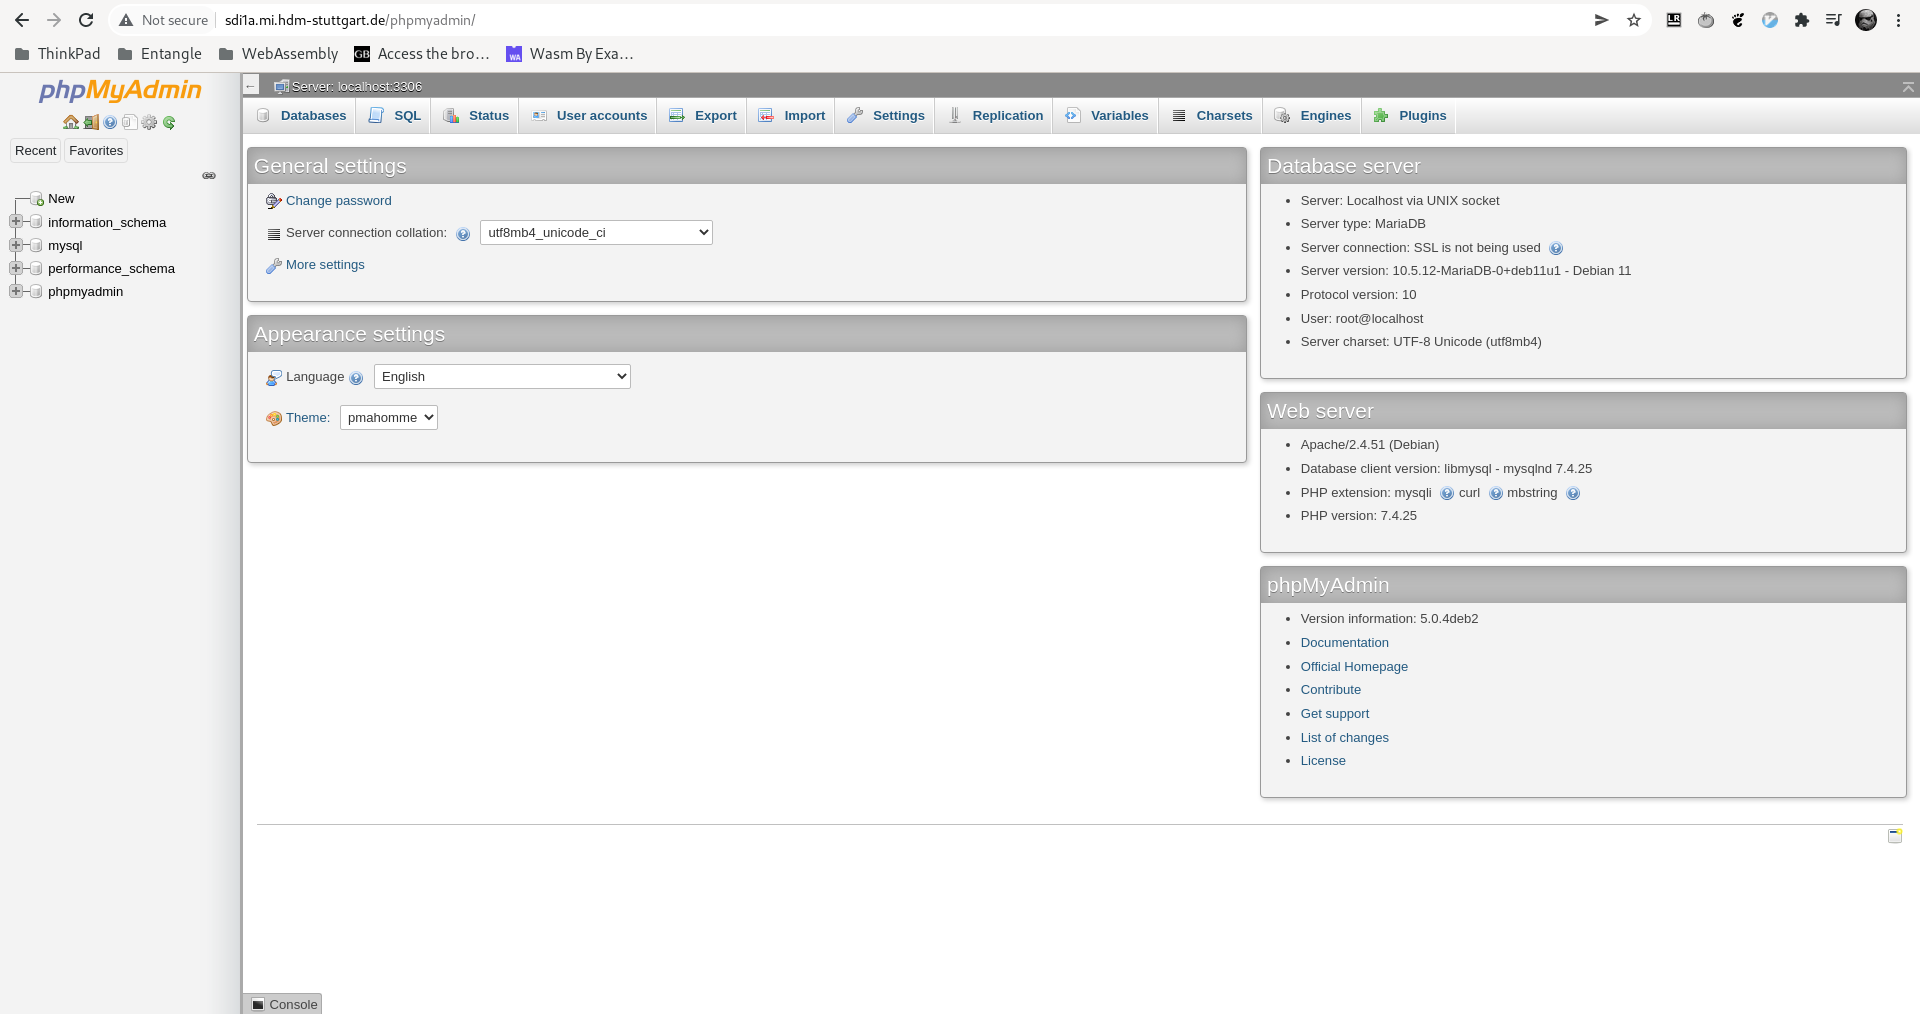 Not secure sdi1a.mi.hdm-stuttgart.de/phpmyadmin/
LR
ThinkPad Entangle WebAssembly GB Access the bro… WA Wasm By Exa…
phpMyAdmin
Recent Favorites
New
information_schema
mysql
performance_schema
phpmyadmin
← Server: localhost:3306
Databases SQL Status User accounts Export Import Settings Replication Variables Charsets Engines Plugins
General settings
Change password
Server connection collation: utf8mb4_unicode_ci
More settings
Appearance settings
Language English
Theme: pmahomme
Database server
Server: Localhost via UNIX socket
Server type: MariaDB
Server connection: SSL is not being used
Server version: 10.5.12-MariaDB-0+deb11u1 - Debian 11
Protocol version: 10
User: root@localhost
Server charset: UTF-8 Unicode (utf8mb4)
Web server
Apache/2.4.51 (Debian)
Database client version: libmysql - mysqlnd 7.4.25
PHP extension: mysqli curl mbstring
PHP version: 7.4.25
phpMyAdmin
Version information: 5.0.4deb2
Documentation
Official Homepage
Contribute
Get support
List of changes
License
Console